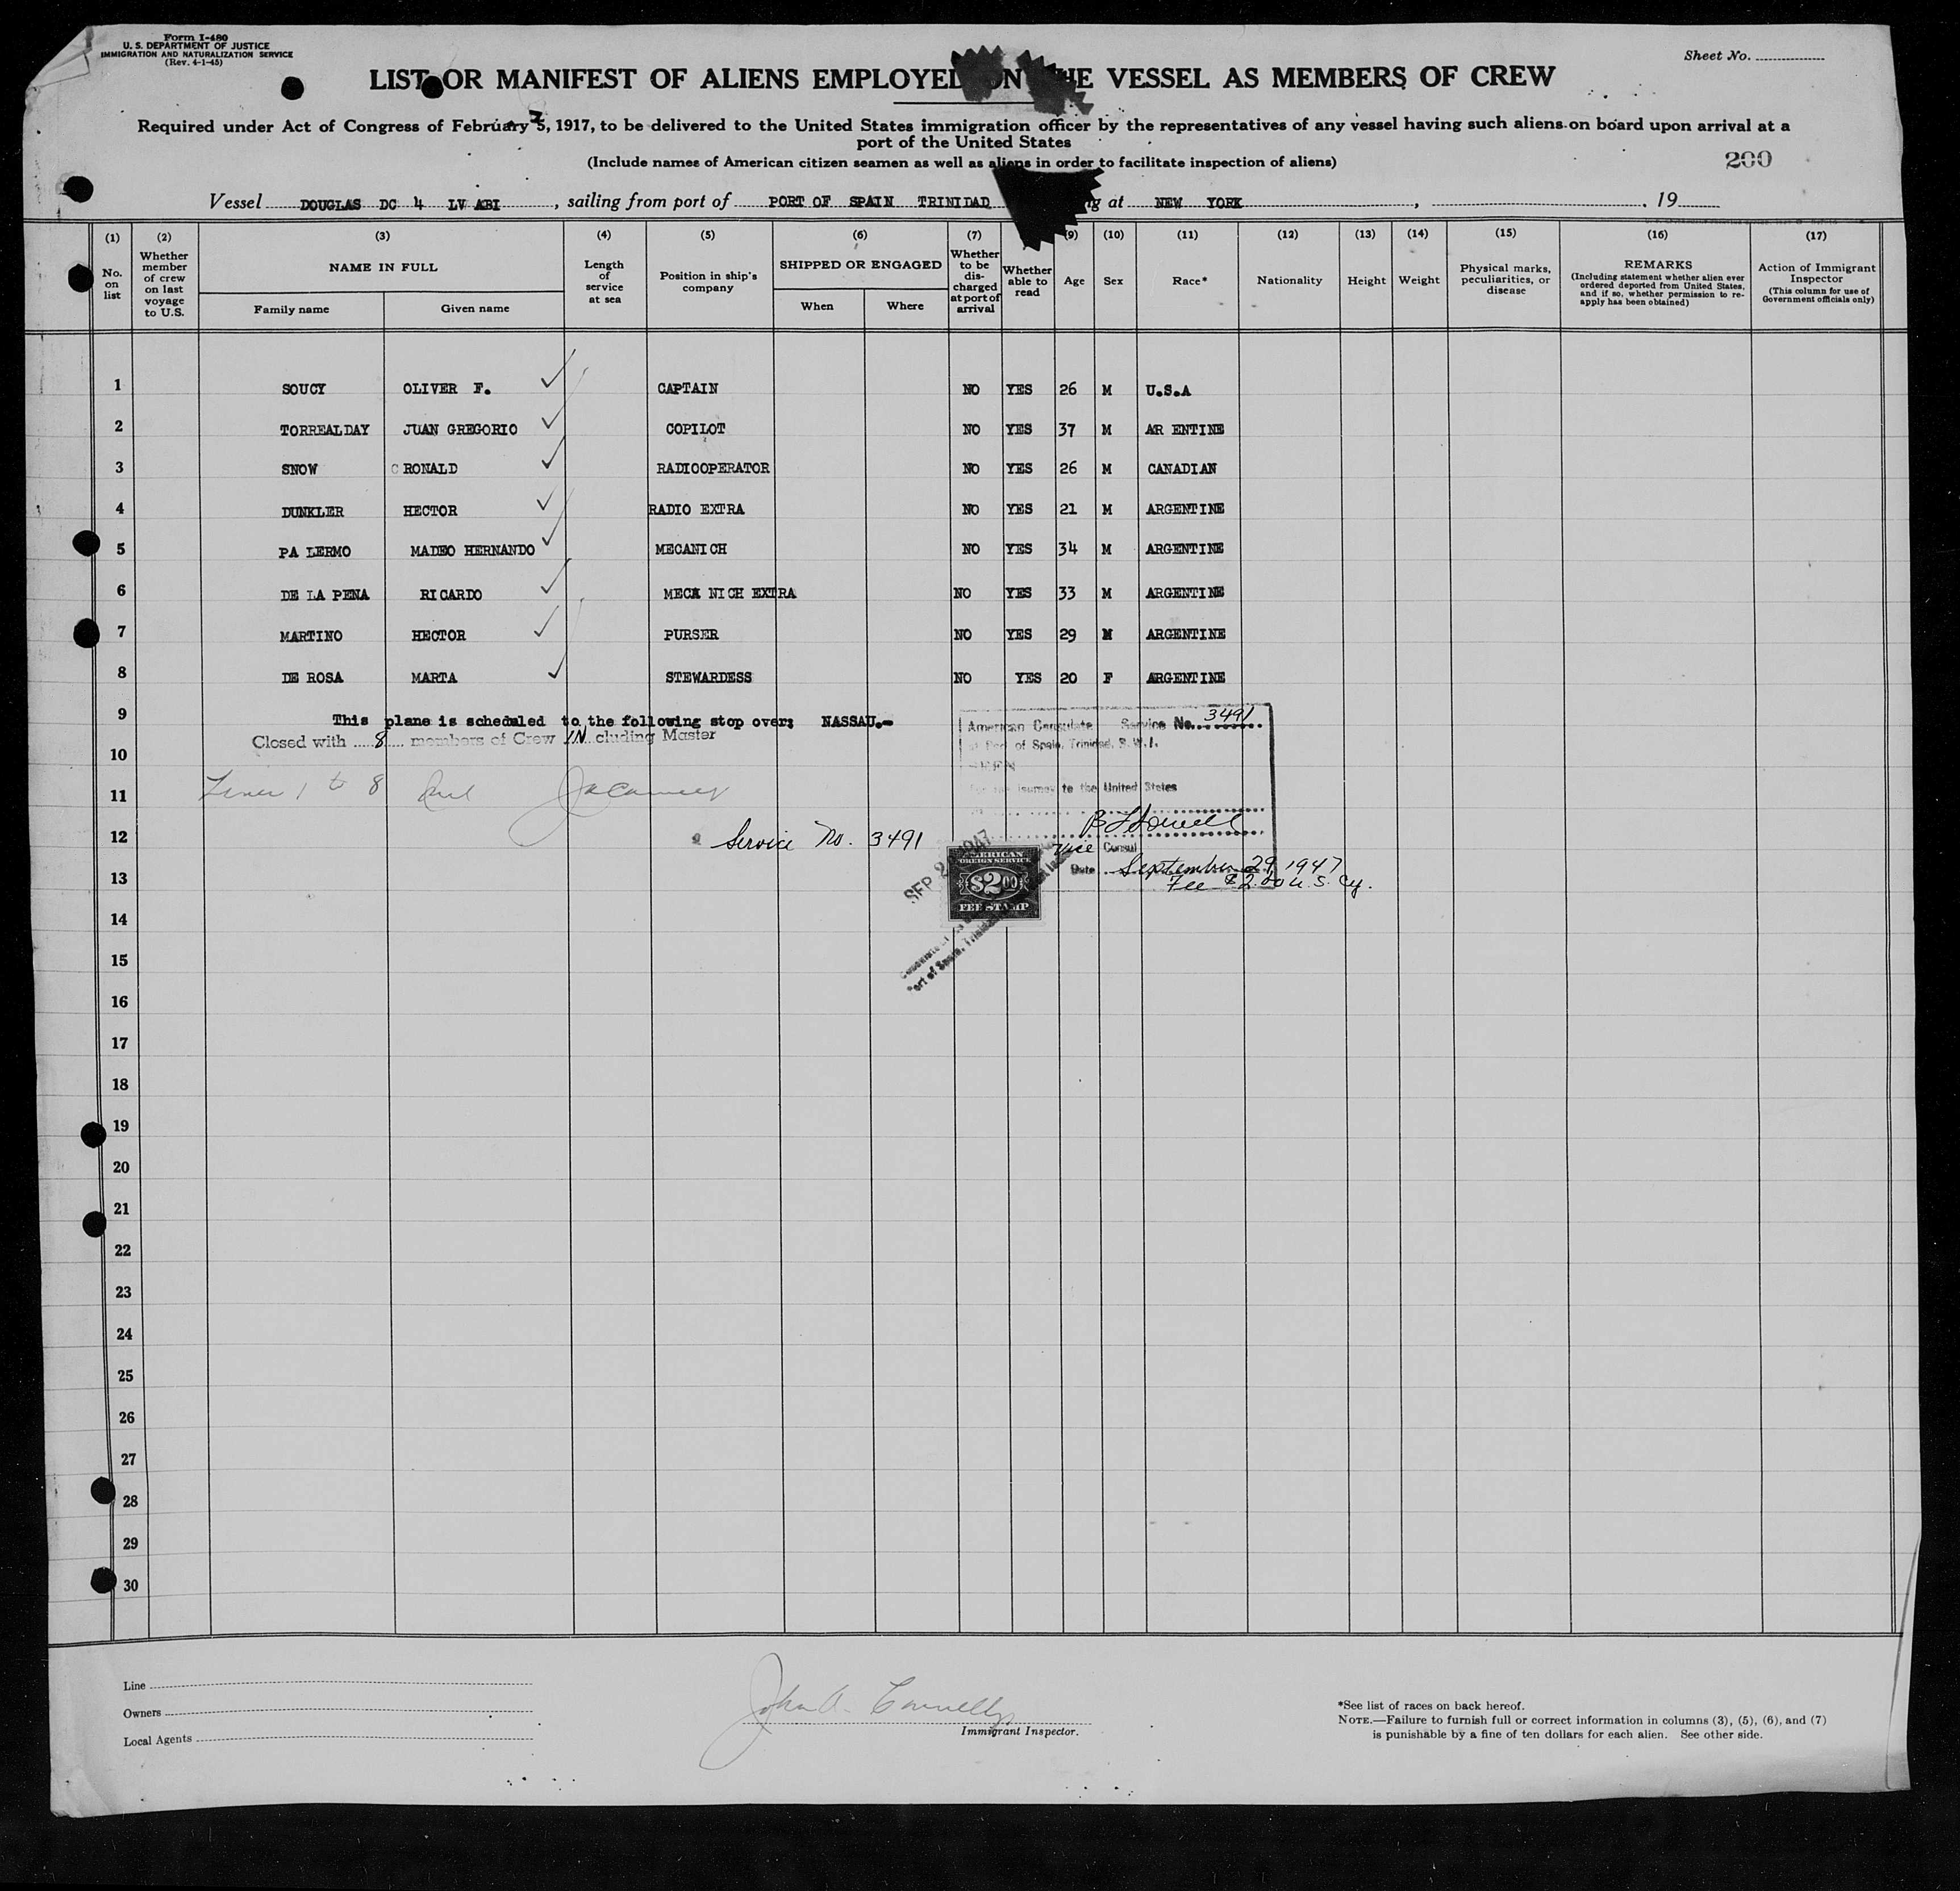 Form I-480
U. S. DEPARTMENT OF JUSTICE
IMMIGRATION AND NATURALIZATION SERVICE
(Rev. 4-1-45)
Sheet No.
LIST OR MANIFEST OF ALIENS EMPLOYED ON THE VESSEL AS MEMBERS OF CREW
Required under Act of Congress of February 5, 1917, to be delivered to the United States immigration officer by the representatives of any vessel having such aliens on board upon arrival at a
port of the United States
(Include names of American citizen seamen as well as aliens in order to facilitate inspection of aliens)
200
Vessel DOUGLAS DC 4 LV ABI, sailing from port of PORT OF SPAIN TRINIDAD at NEW YORK, , 19
(1) (2) (3) (4) (5) (6) (7) (9) (10) (11) (12) (13) (14) (15) (16) (17)
No. on list
Whether member of crew on last voyage to U.S.
NAME IN FULL
Family name
Given name
Length of service at sea
Position in ship's company
SHIPPED OR ENGAGED
When
Where
Whether to be discharged at port of arrival
Whether able to read
Age
Sex
Race*
Nationality
Height
Weight
Physical marks, peculiarities, or disease
REMARKS
(Including statement whether alien ever ordered deported from United States, and if so, whether permission to reapply has been obtained)
Action of Immigrant Inspector
(This column for use of Government officials only)
1 SOUCY OLIVER F. CAPTAIN NO YES 26 M U.S.A
2 TORREALDAY JUAN GREGORIO COPILOT NO YES 37 M AR ENTINE
3 SNOW C RONALD RADIOOPERATOR NO YES 26 M CANADIAN
4 DUNKLER HECTOR RADIO EXTRA NO YES 21 M ARGENTINE
5 PA LERMO MADEO HERNANDO MECANICH NO YES 34 M ARGENTINE
6 DE LA PENA RICARDO MECA NICH EXTRA NO YES 33 M ARGENTINE
7 MARTINO HECTOR PURSER NO YES 29 M ARGENTINE
8 DE ROSA MARTA STEWARDESS NO YES 20 F ARGENTINE
9 This plane is scheduled to the following stop over; NASSAU.-
Closed with 8 members of Crew IN cluding Master
American Consulate Service No. 3491
at Port of Spain, Trinidad, B.W.I.
SEEN
10
11 Lines 1 to 8
journey to the United States
12 Service No. 3491
Vice Consul
Date September 29, 1947
Fee $2.00 U.S. Cy.
13
SEP 1947
AMERICAN
FOREIGN SERVICE
$2.00
FEE STAMP
Port of Spain, Trinidad
14
15
16
17
18
19
20
21
22
23
24
25
26
27
28
29
30
Line
Owners
Local Agents
John A. Connelly
Immigrant Inspector.
*See list of races on back hereof.
NOTE.—Failure to furnish full or correct information in columns (3), (5), (6), and (7)
is punishable by a fine of ten dollars for each alien. See other side.